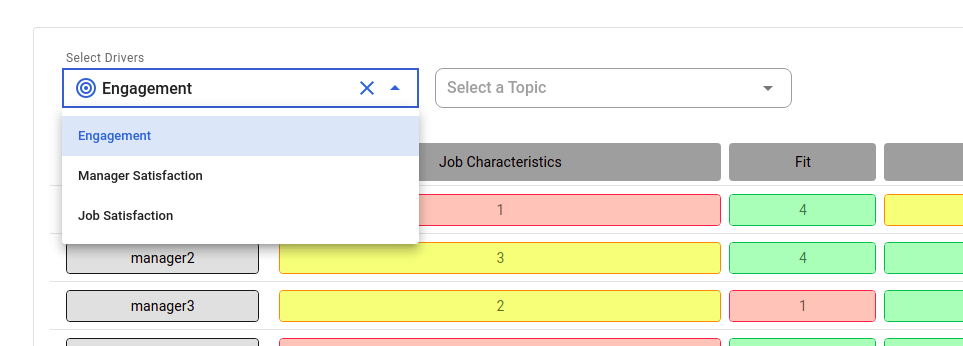 Select Drivers
Engagement
Select a Topic
Engagement
Manager Satisfaction
Job Satisfaction
Job Characteristics
Fit
1
4
manager2
3
4
manager3
2
1